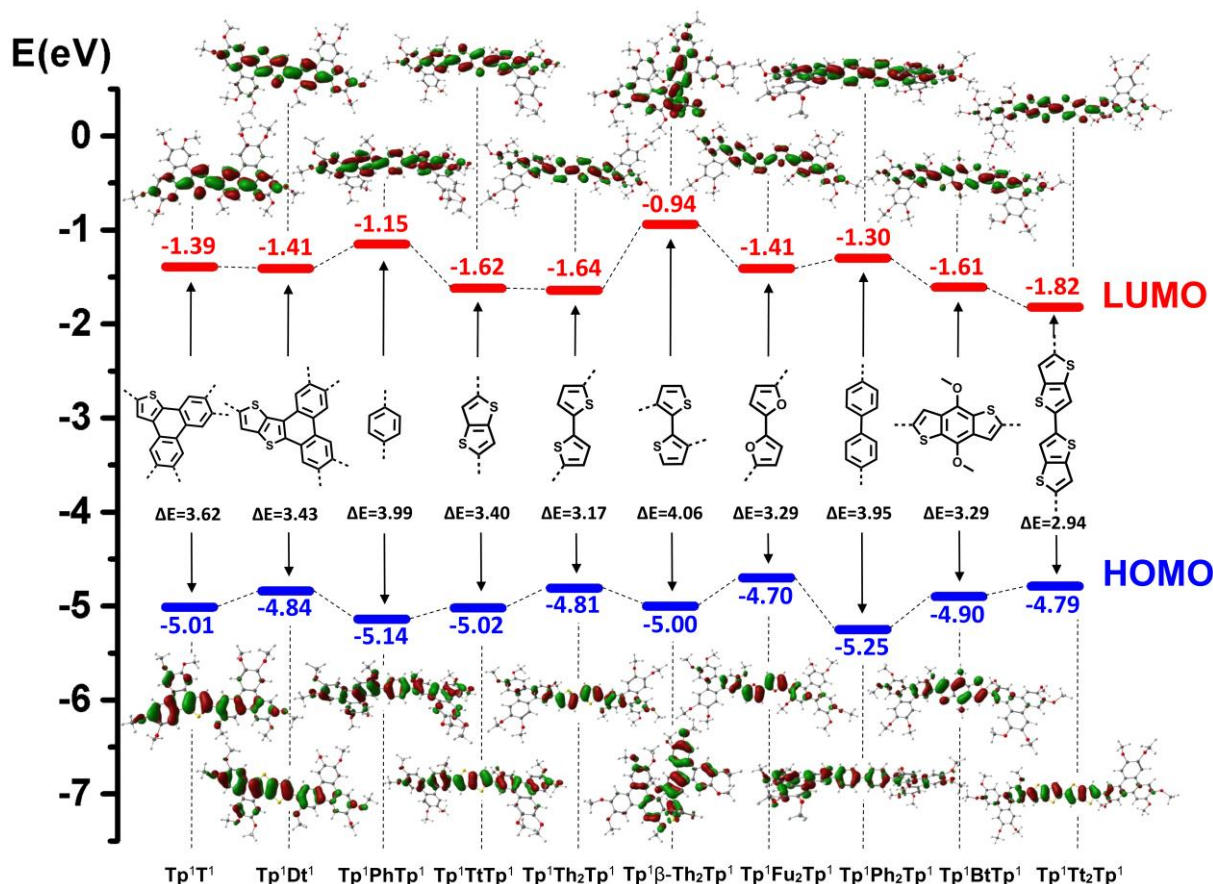 E(eV)
0
-1
-2
-3
-4
-5
-6
-7
-1.39
-1.41
-1.15
-1.62
-1.64
-0.94
-1.41
-1.30
-1.61
-1.82
LUMO
S
S
S
S
S
S
S
S
S
O
O
O
O
S
S
S
S
S
S
ΔE=3.62
ΔE=3.43
ΔE=3.99
ΔE=3.40
ΔE=3.17
ΔE=4.06
ΔE=3.29
ΔE=3.95
ΔE=3.29
ΔE=2.94
HOMO
-5.01
-4.84
-5.14
-5.02
-4.81
-5.00
-4.70
-5.25
-4.90
-4.79
Tp¹T¹
Tp¹Dt¹
Tp¹PhTp¹
Tp¹TtTp¹
Tp¹Th₂Tp¹
Tp¹β-Th₂Tp¹
Tp¹Fu₂Tp¹
Tp¹Ph₂Tp¹
Tp¹BtTp¹
Tp¹Tt₂Tp¹